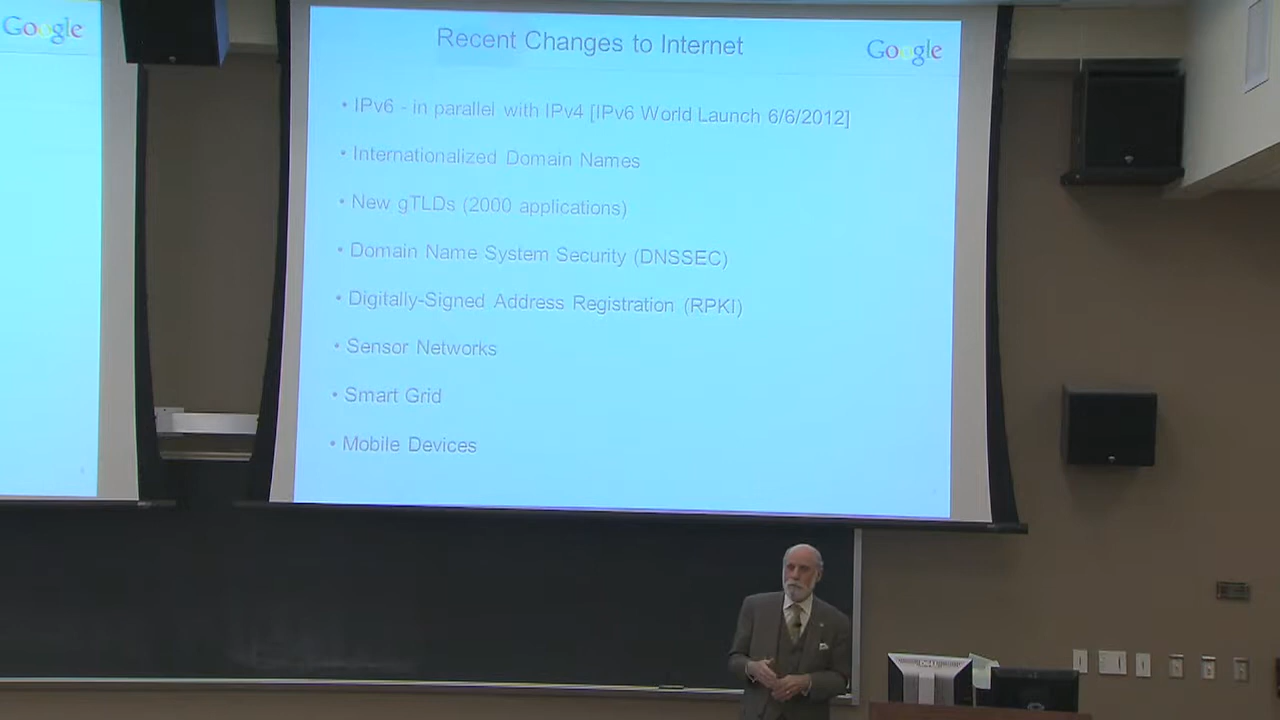 Google
Recent Changes to Internet
Google
• IPv6 - in parallel with IPv4 [IPv6 World Launch 6/6/2012]
• Internationalized Domain Names
• New gTLDs (2000 applications)
• Domain Name System Security (DNSSEC)
• Digitally-Signed Address Registration (RPKI)
• Sensor Networks
• Smart Grid
• Mobile Devices
DELL